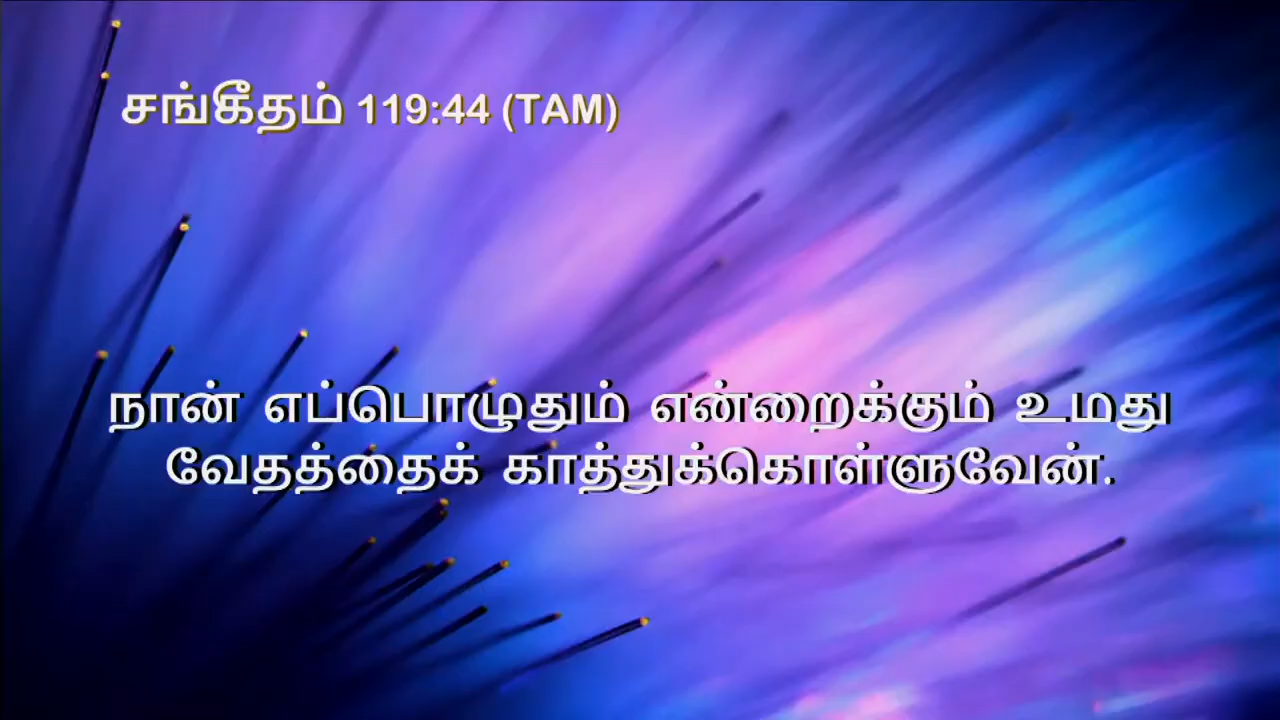 சங்கீதம் 119:44 (TAM)
நான் எப்பொழுதும் என்றைக்கும் உமது
வேதத்தைக் காத்துக்கொள்ளுவேன்.